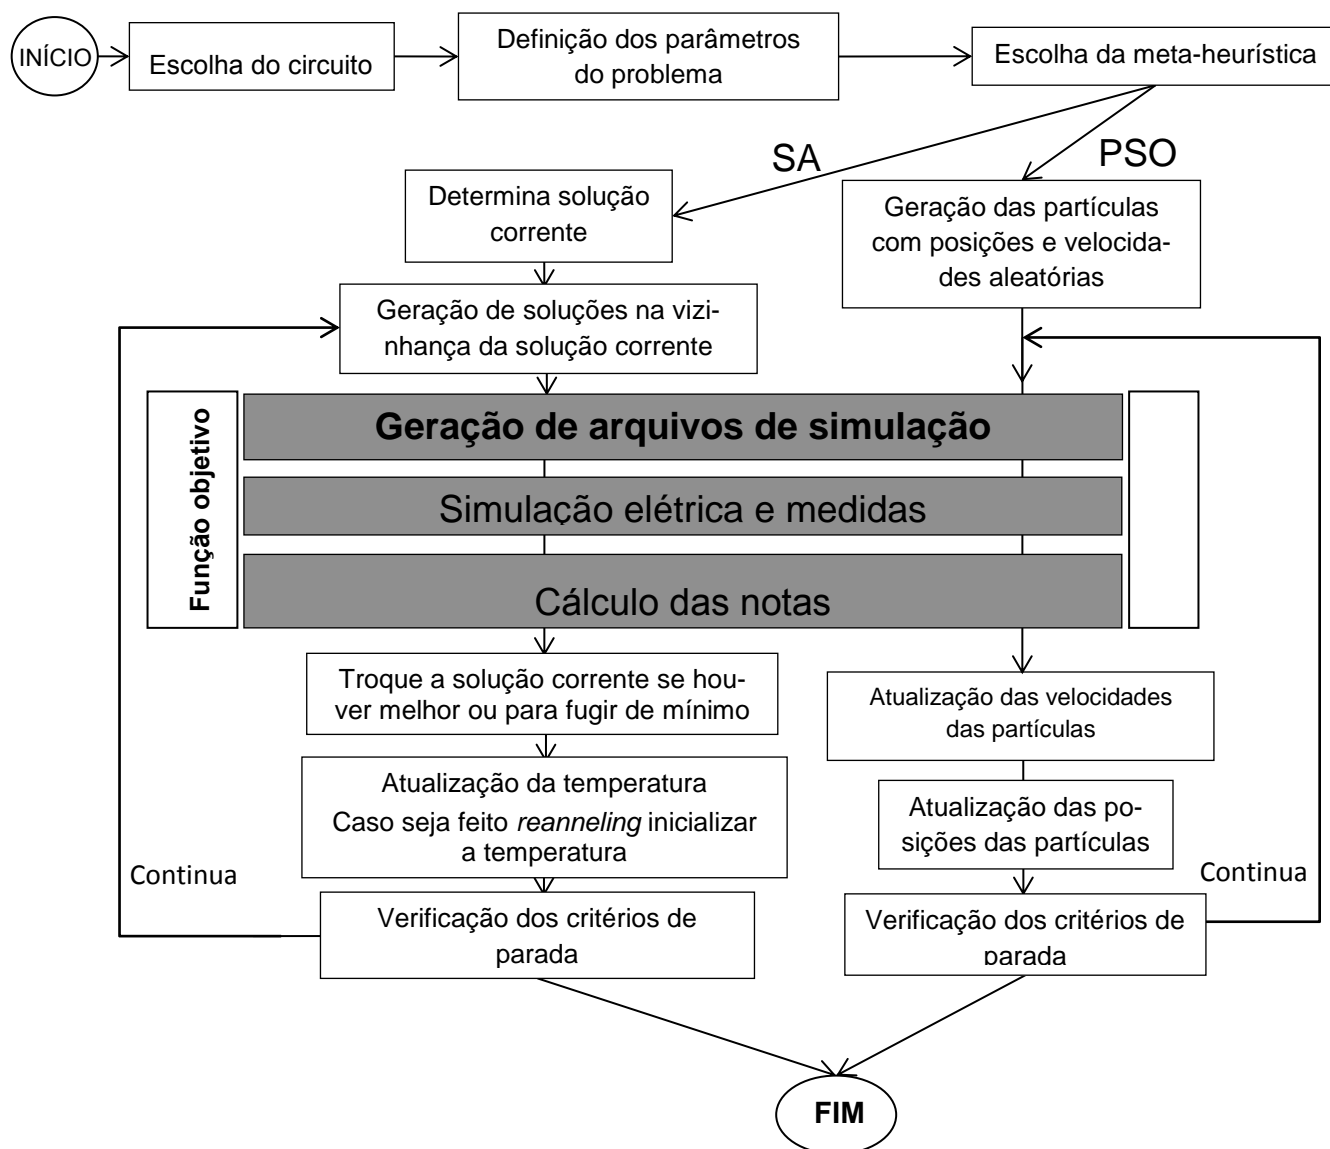 INÍCIO
Escolha do circuito
Definição dos parâmetros
do problema
Escolha da meta-heurística
SA
PSO
Determina solução
corrente
Geração das partículas
com posições e velocida-
des aleatórias
Geração de soluções na vizi-
nhança da solução corrente
Função objetivo
Geração de arquivos de simulação
Simulação elétrica e medidas
Cálculo das notas
Troque a solução corrente se hou-
ver melhor ou para fugir de mínimo
Atualização das velocidades
das partículas
Atualização da temperatura
Caso seja feito reanneling inicializar
a temperatura
Atualização das po-
sições das partículas
Continua
Continua
Verificação dos critérios de
parada
Verificação dos critérios de
parada
FIM